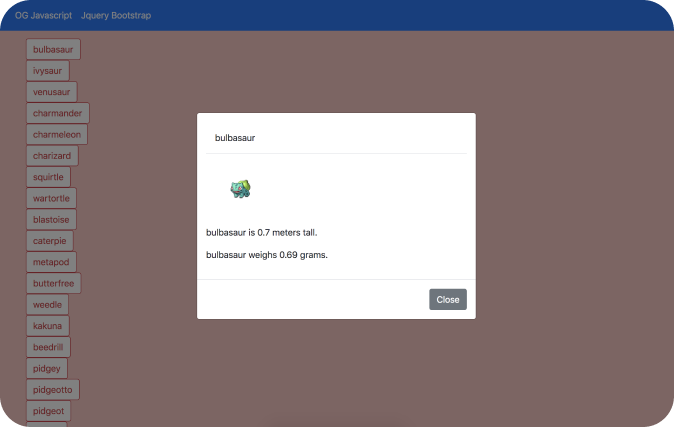 OG Javascript Jquery Bootstrap
bulbasaur
ivysaur
venusaur
charmander
charmeleon
charizard
squirtle
wartortle
blastoise
caterpie
metapod
butterfree
weedle
kakuna
beedrill
pidgey
pidgeotto
pidgeot
bulbasaur
bulbasaur is 0.7 meters tall.
bulbasaur weighs 0.69 grams.
Close